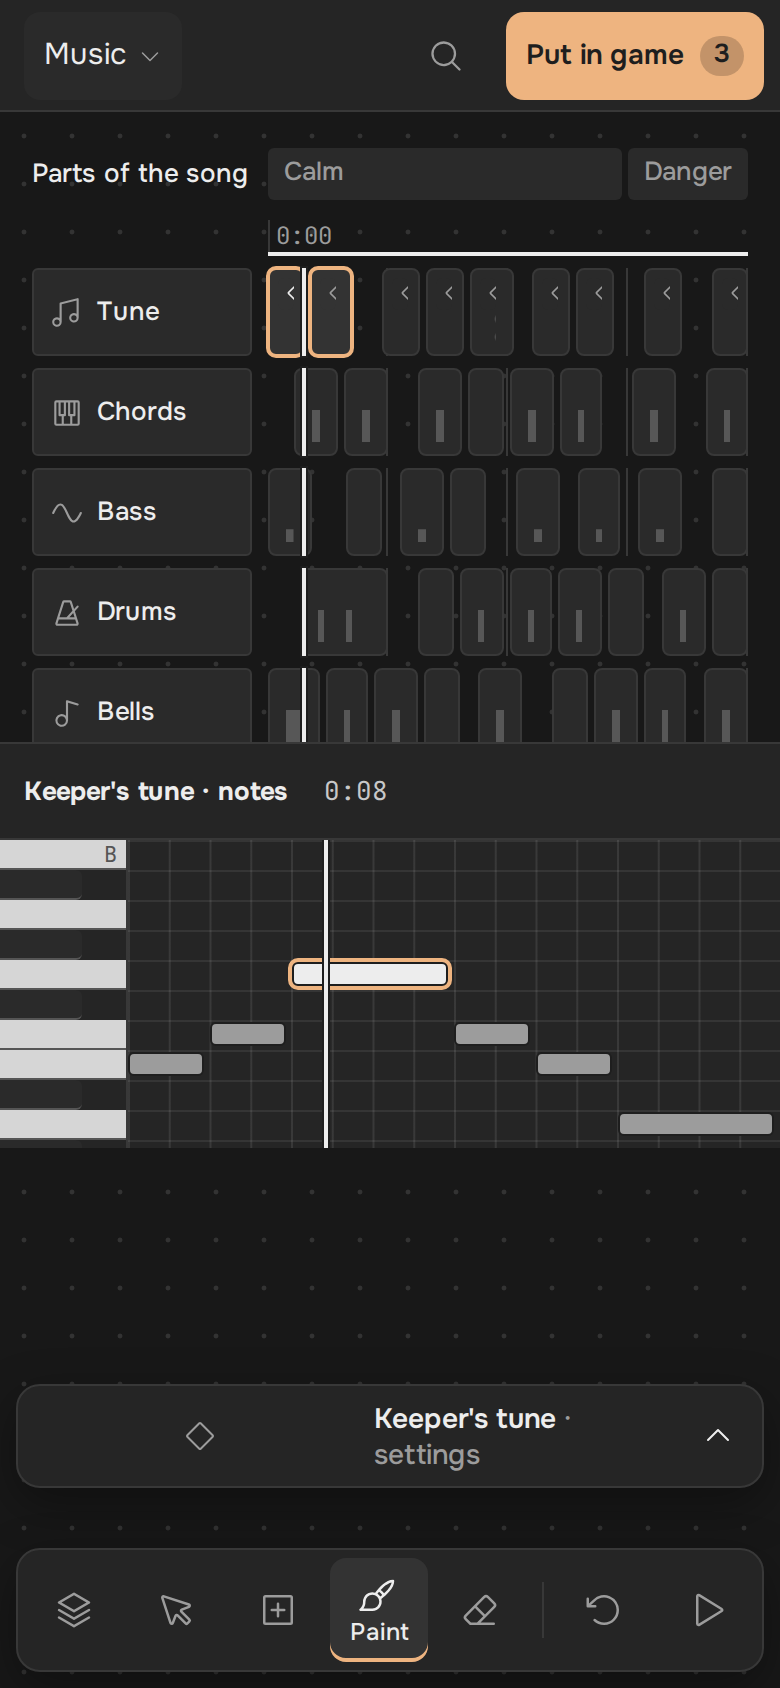 Music
Put in game 3
Parts of the song
Calm
Danger
0:00
Tune
Chords
Bass
Drums
Bells
Keeper's tune · notes 0:08
B
Keeper's tune ·
settings
Paint